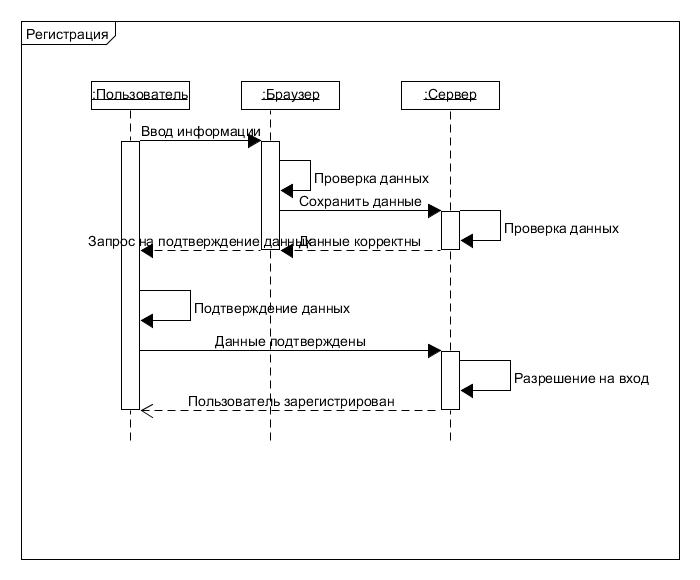 Регистрация
:Пользователь
:Браузер
:Сервер
Ввод информации
Проверка данных
Сохранить данные
Проверка данных
Запрос на подтверждение данных
Данные корректны
Подтверждение данных
Данные подтверждены
Разрешение на вход
Пользователь зарегистрирован